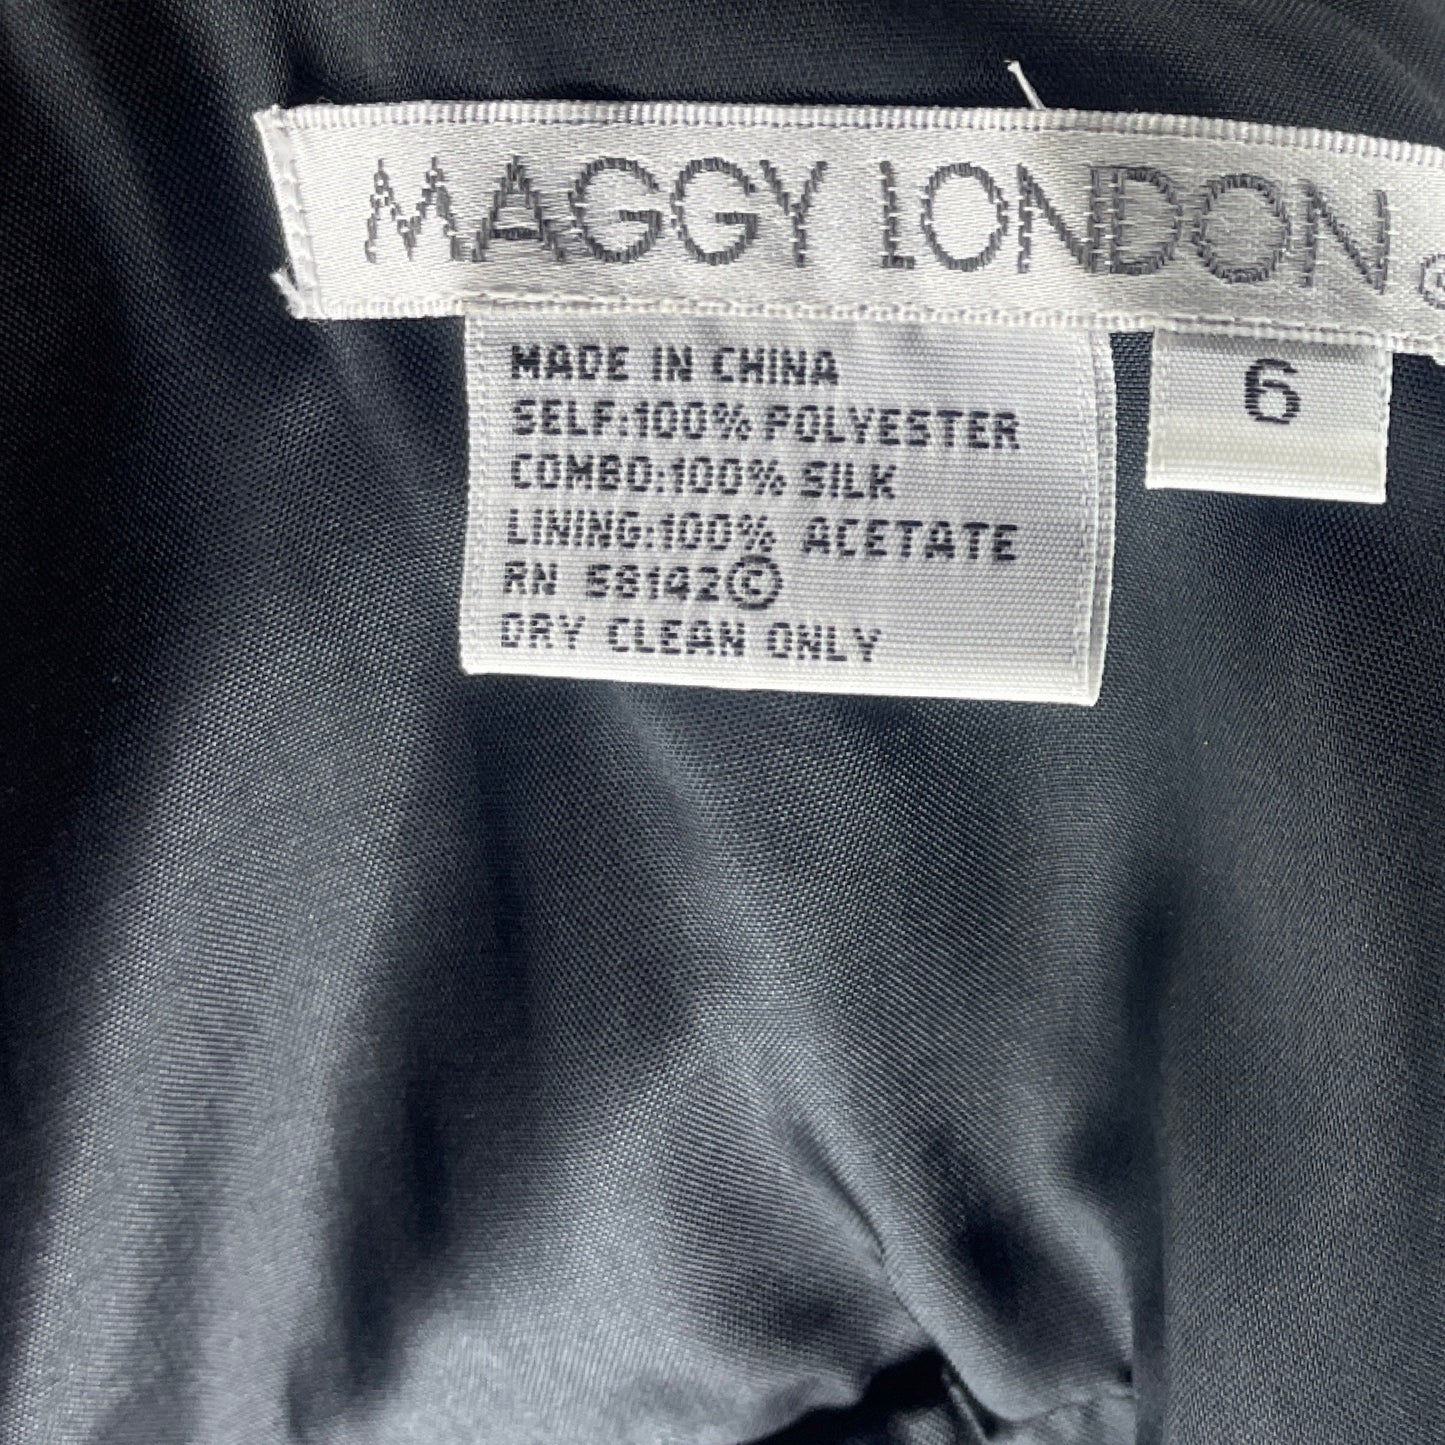 MAGGY LONDON ®
6
MADE IN CHINA
SELF:100% POLYESTER
COMBO:100% SILK
LINING:100% ACETATE
RN 58142©
DRY CLEAN ONLY